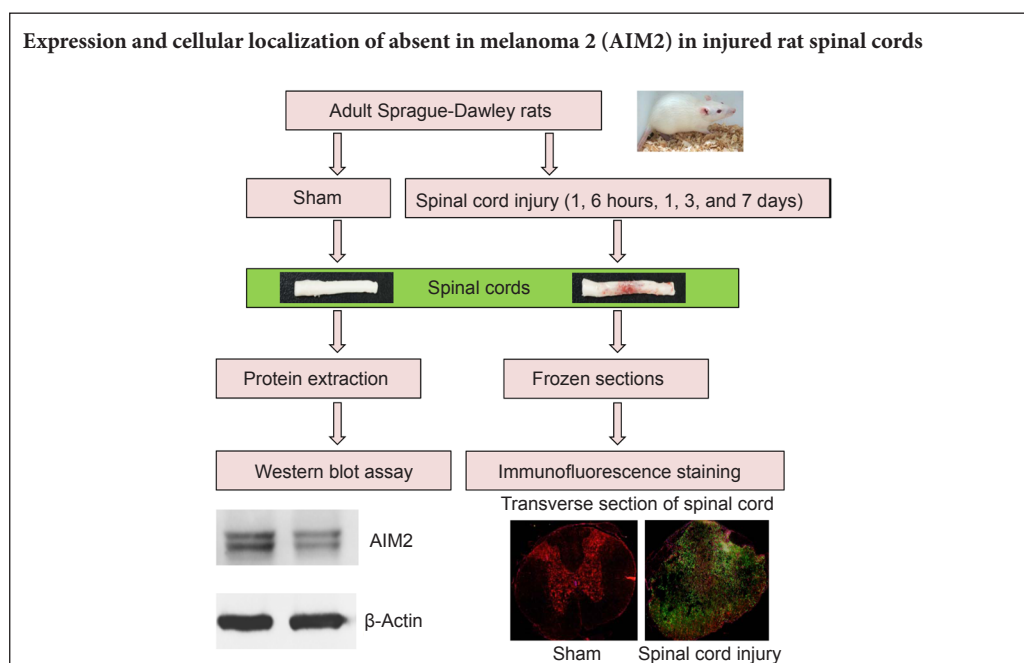 Expression and cellular localization of absent in melanoma 2 (AIM2) in injured rat spinal cords
Adult Sprague-Dawley rats
Sham
Spinal cord injury (1, 6 hours, 1, 3, and 7 days)
Spinal cords
Protein extraction
Frozen sections
Western blot assay
Immunofluorescence staining
Transverse section of spinal cord
AIM2
β-Actin
Sham
Spinal cord injury